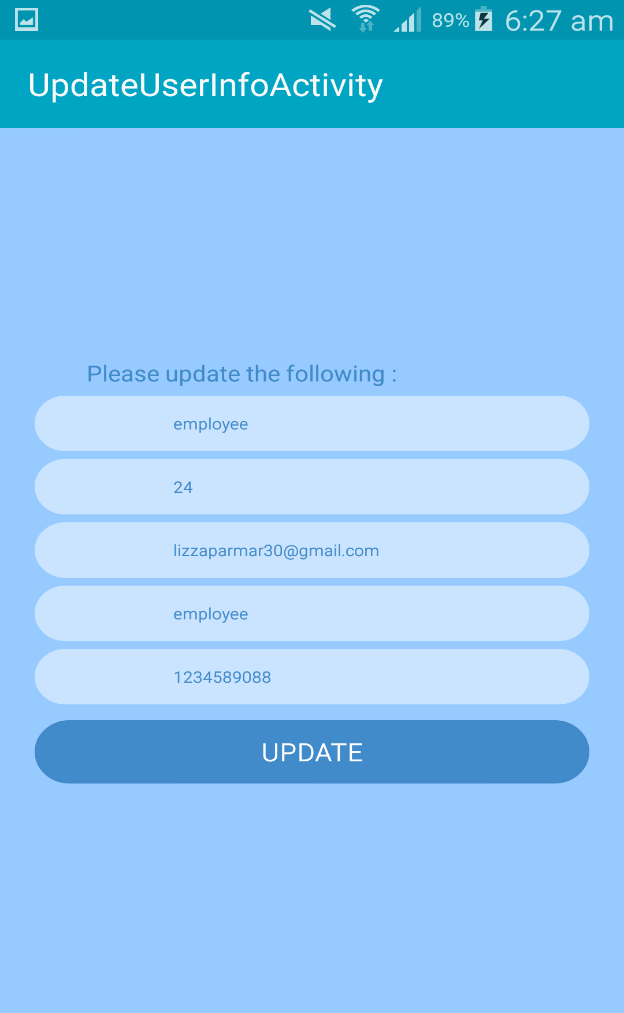 89% 6:27 am
UpdateUserInfoActivity
Please update the following :
employee
24
lizzaparmar30@gmail.com
employee
1234589088
UPDATE